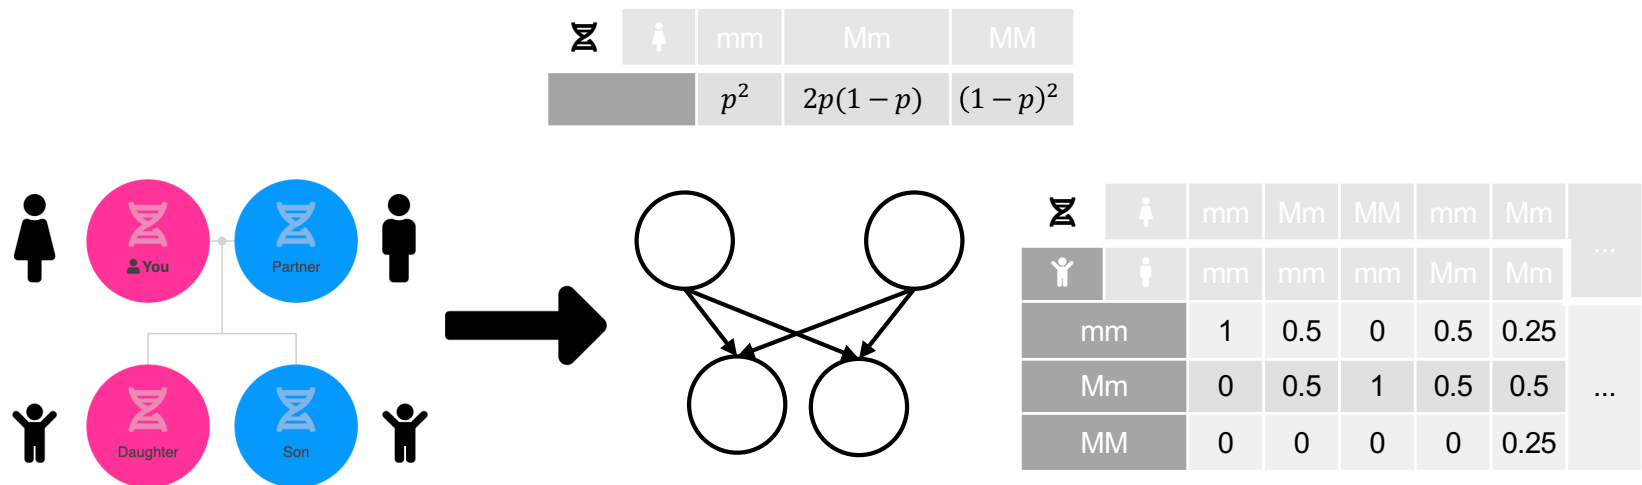 mm Mm MM
p² 2p(1 − p) (1 − p)²
You Partner
Daughter Son
mm Mm MM mm Mm ...
mm mm mm Mm Mm
mm 1 0.5 0 0.5 0.25
Mm 0 0.5 1 0.5 0.5 ...
MM 0 0 0 0 0.25